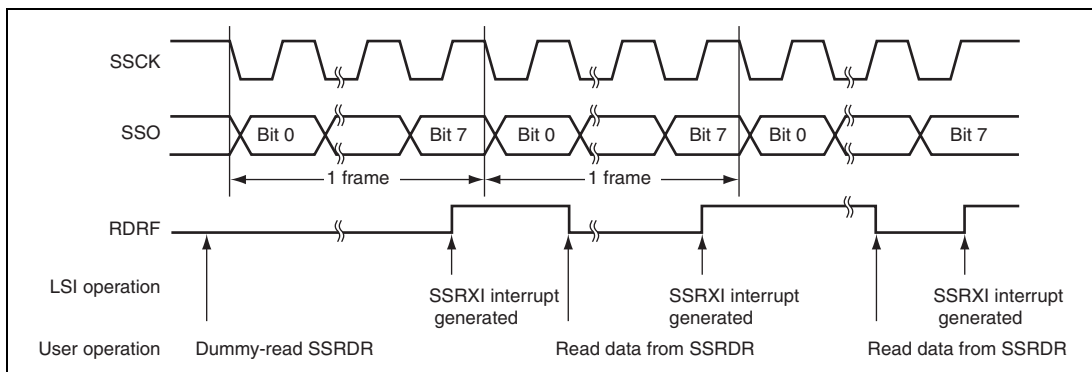 SSCK
SSO
Bit 0
Bit 7
Bit 0
Bit 7
Bit 0
Bit 7
1 frame
1 frame
RDRF
LSI operation
SSRXI interrupt
generated
SSRXI interrupt
generated
SSRXI interrupt
generated
User operation
Dummy-read SSRDR
Read data from SSRDR
Read data from SSRDR